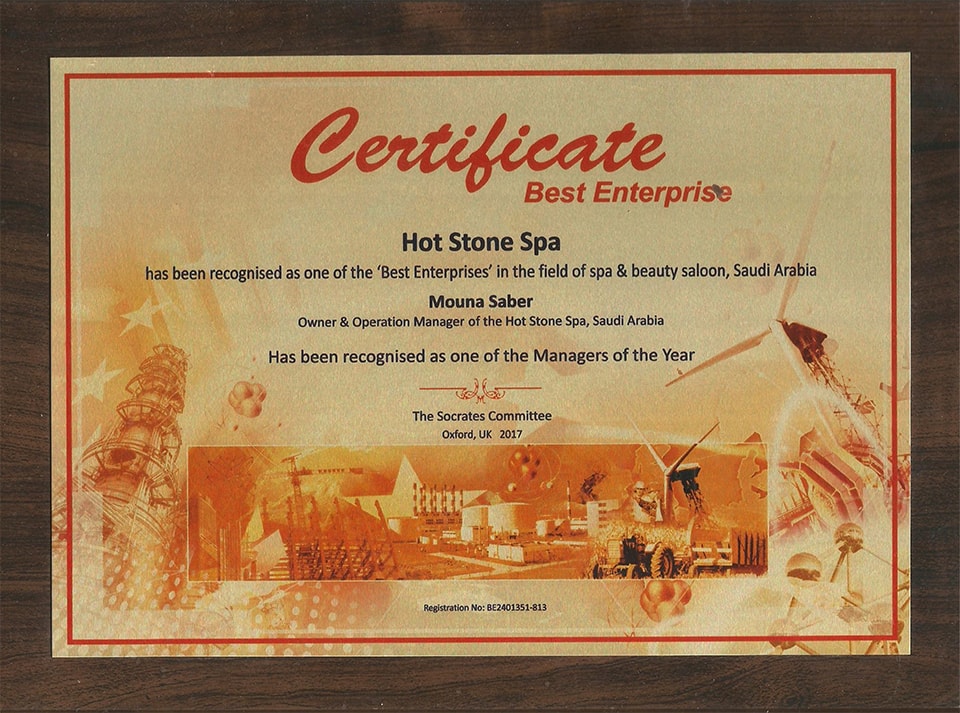 Certificate
Best Enterprise
Hot Stone Spa
has been recognised as one of the ‘Best Enterprises’ in the field of spa & beauty saloon, Saudi Arabia
Mouna Saber
Owner & Operation Manager of the Hot Stone Spa, Saudi Arabia
Has been recognised as one of the Managers of the Year
The Socrates Committee
Oxford, UK 2017
Registration No: BE2401351-813